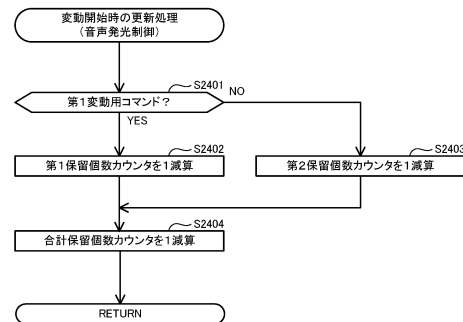 変動開始時の更新処理
(音声発光制御)
S2401
第1変動用コマンド?
NO
YES
S2402
第1保留個数カウンタを1減算
S2403
第2保留個数カウンタを1減算
S2404
合計保留個数カウンタを1減算
RETURN